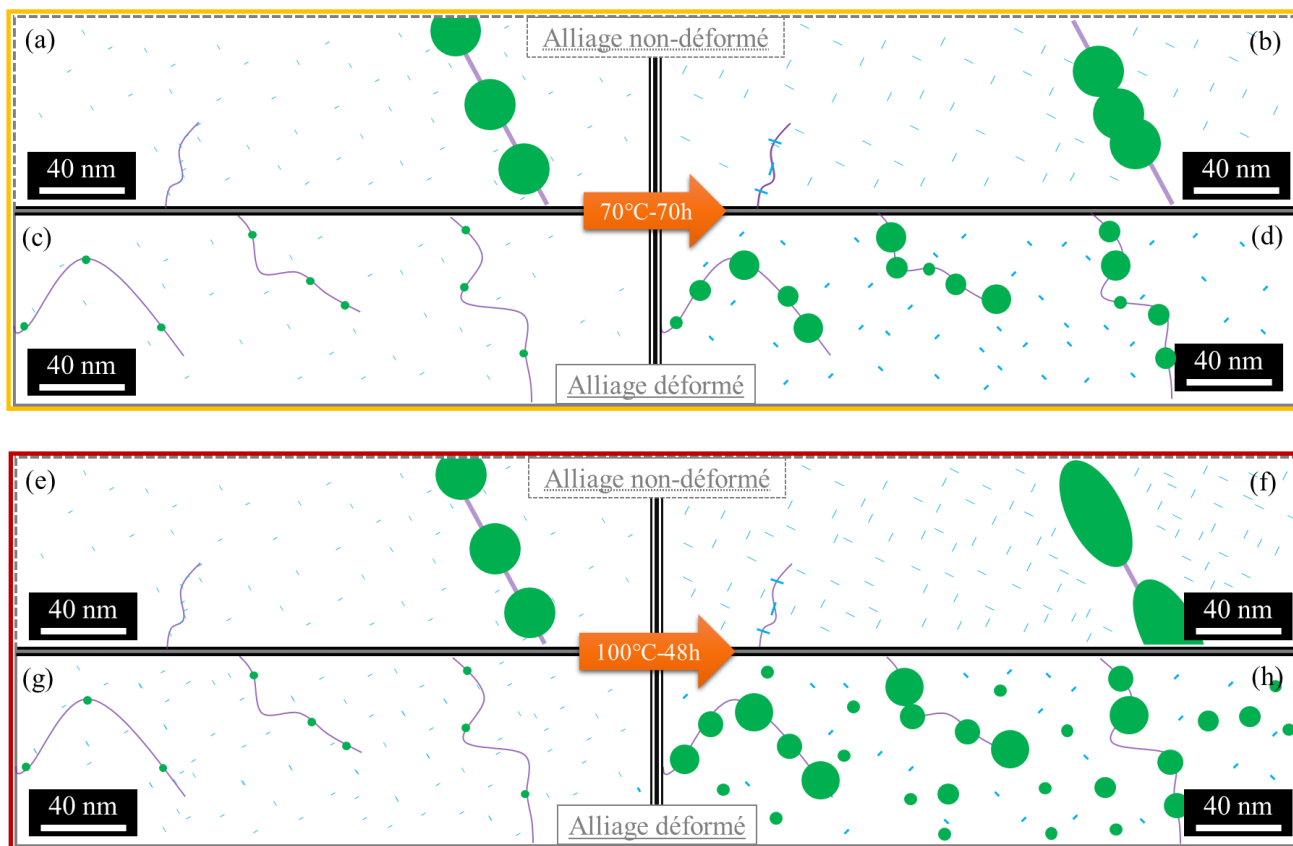 (a)
Alliage non-déformé
(b)
40 nm
40 nm
70°C-70h
(c)
(d)
40 nm
40 nm
Alliage déformé
(e)
Alliage non-déformé
(f)
40 nm
40 nm
100°C-48h
(g)
(h)
40 nm
40 nm
Alliage déformé